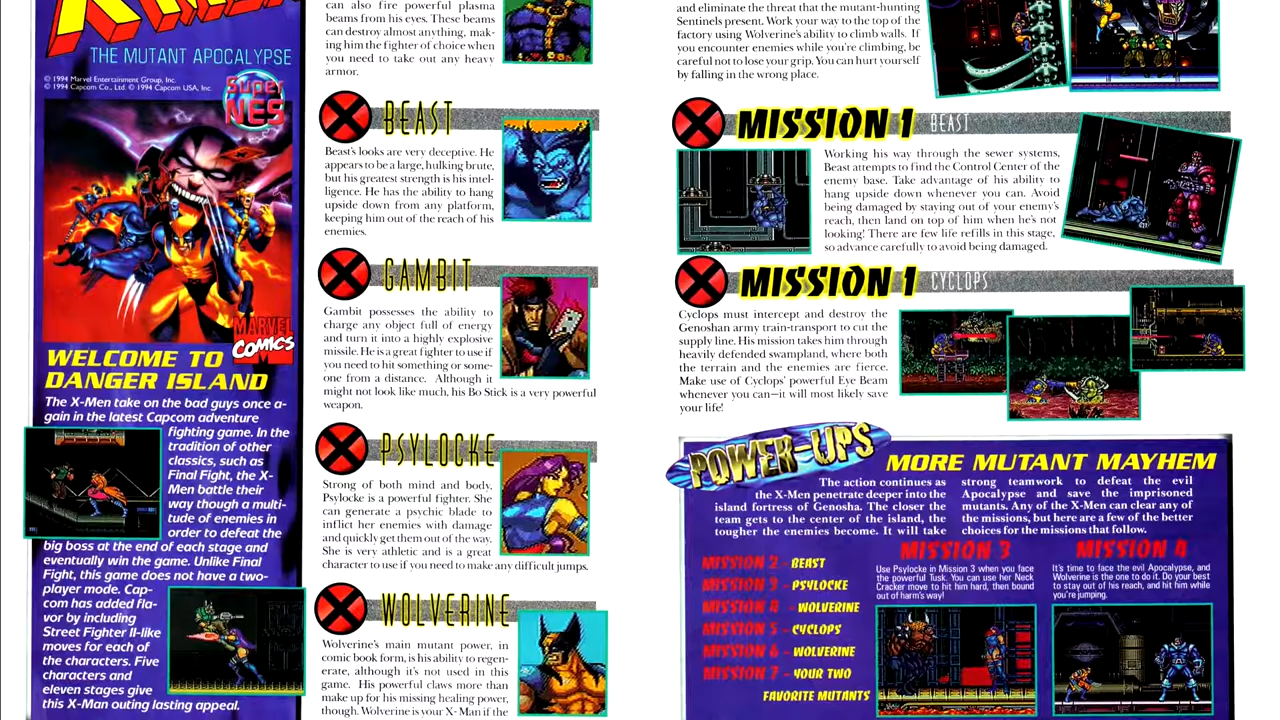 X-MEN
THE MUTANT APOCALYPSE
© 1994 Marvel Entertainment Group, Inc.
© 1994 Capcom Co., Ltd. © 1994 Capcom USA, Inc.
Super
NES
MARVEL
COMICS
WELCOME TO
DANGER ISLAND
The X-Men take on the bad guys once a-
gain in the latest Capcom adventure
fighting game. In the
tradition of other
classics, such as
Final Fight, the X-
Men battle their
way though a multi-
tude of enemies in
order to defeat the
big boss at the end of each stage and
eventually win the game. Unlike Final
Fight, this game does not have a two-
player mode. Cap-
com has added fla-
vor by including
Street Fighter II-like
moves for each of
the characters. Five
characters and
eleven stages give
this X-Man outing lasting appeal.
can also fire powerful plasma
beams from his eyes. These beams
can destroy almost anything, mak-
ing him the fighter of choice when
you need to take out any heavy
armor.
BEAST
Beast's looks are very deceptive. He
appears to be a large, hulking brute,
but his greatest strength is his intel-
ligence. He has the ability to hang
upside down from any platform,
keeping him out of the reach of his
enemies.
GAMBIT
Gambit possesses the ability to
charge any object full of energy
and turn it into a highly explosive
missile. He is a great fighter to use if
you need to hit something or some-
one from a distance. Although it
might not look like much, his Bo Stick is a very powerful
weapon.
PSYLOCKE
Strong of both mind and body,
Psylocke is a powerful fighter. She
can generate a psychic blade to
inflict her enemies with damage
and quickly get them out of the way.
She is very athletic and is a great
character to use if you need to make any difficult jumps.
WOLVERINE
Wolverine's main mutant power, in
comic book form, is his ability to regen-
erate, although it's not used in this
game. His powerful claws more than
make up for his missing healing power,
though. Wolverine is your X-Man if the
and eliminate the threat that the mutant-hunting
Sentinels present. Work your way to the top of the
factory using Wolverine's ability to climb walls. If
you encounter enemies while you're climbing, be
careful not to lose your grip. You can hurt yourself
by falling in the wrong place.
MISSION 1 BEAST
Working his way through the sewer systems,
Beast attempts to find the Control Center of the
enemy base. Take advantage of his ability to
hang upside down whenever you can. Avoid
being damaged by staying out of your enemy's
reach, then land on top of him when he's not
looking! There are few life refills in this stage,
so advance carefully to avoid being damaged.
MISSION 1 CYCLOPS
Cyclops must intercept and destroy the
Genoshan army train-transport to cut the
supply line. His mission takes him through
heavily defended swampland, where both
the terrain and the enemies are fierce.
Make use of Cyclops' powerful Eye Beam
whenever you can—it will most likely save
your life!
POWER-UPS
MORE MUTANT MAYHEM
The action continues as
the X-Men penetrate deeper into the
island fortress of Genosha. The closer the
team gets to the center of the island, the
tougher the enemies become. It will take
strong teamwork to defeat the evil
Apocalypse and save the imprisoned
mutants. Any of the X-Men can clear any of
the missions, but here are a few of the better
choices for the missions that follow.
MISSION 2 - BEAST
MISSION 3 - PSYLOCKE
MISSION 4 - WOLVERINE
MISSION 5 - CYCLOPS
MISSION 6 - WOLVERINE
MISSION 7 - YOUR TWO
FAVORITE MUTANTS
MISSION 3
Use Psylocke in Mission 3 when you face
the powerful Tusk. You can use her Neck
Cracker move to hit him hard, then bound
out of harm's way!
MISSION 4
It's time to face the evil Apocalypse, and
Wolverine is the one to do it. Do your best
to stay out of his reach, and hit him while
you're jumping.